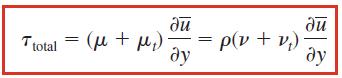 τ_total = (μ + μ_t) ∂u̅/∂y = ρ(ν + ν_t) ∂u̅/∂y